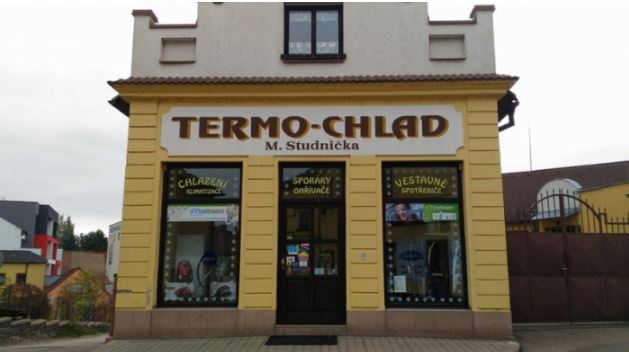 TERMO-CHLAD
M. Studnička
CHLAZENÍ
KLIMATIZACE
SPORÁKY
OHŘÍVAČE
VESTAVNÉ
SPOTŘEBIČE